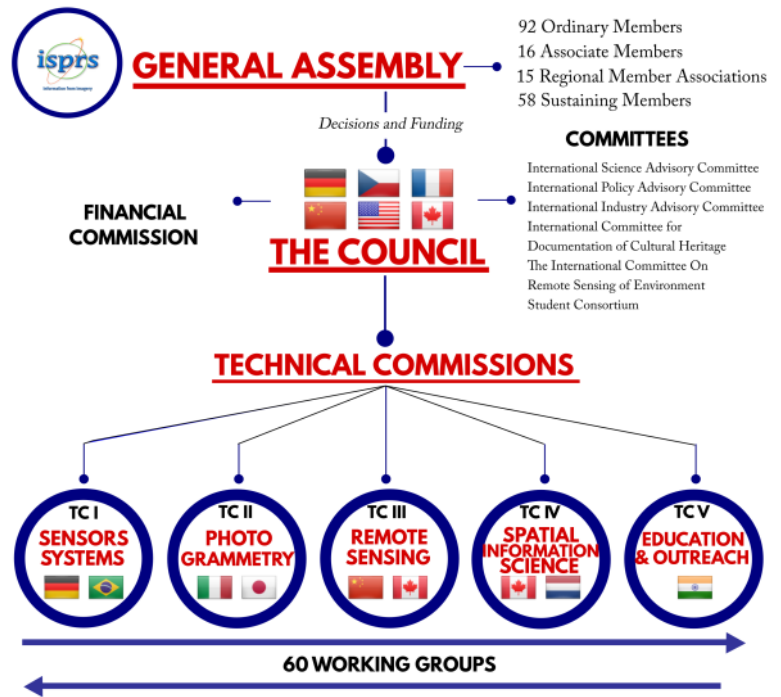 isprs
information from imagery
GENERAL ASSEMBLY
92 Ordinary Members
16 Associate Members
15 Regional Member Associations
58 Sustaining Members
Decisions and Funding
COMMITTEES
International Science Advisory Committee
International Policy Advisory Committee
International Industry Advisory Committee
International Committee for
Documentation of Cultural Heritage
The International Committee On
Remote Sensing of Environment
Student Consortium
FINANCIAL
COMMISSION
THE COUNCIL
TECHNICAL COMMISSIONS
TC I
SENSORS
SYSTEMS
TC II
PHOTO
GRAMMETRY
TC III
REMOTE
SENSING
TC IV
SPATIAL
INFORMATION
SCIENCE
TC V
EDUCATION
& OUTREACH
60 WORKING GROUPS